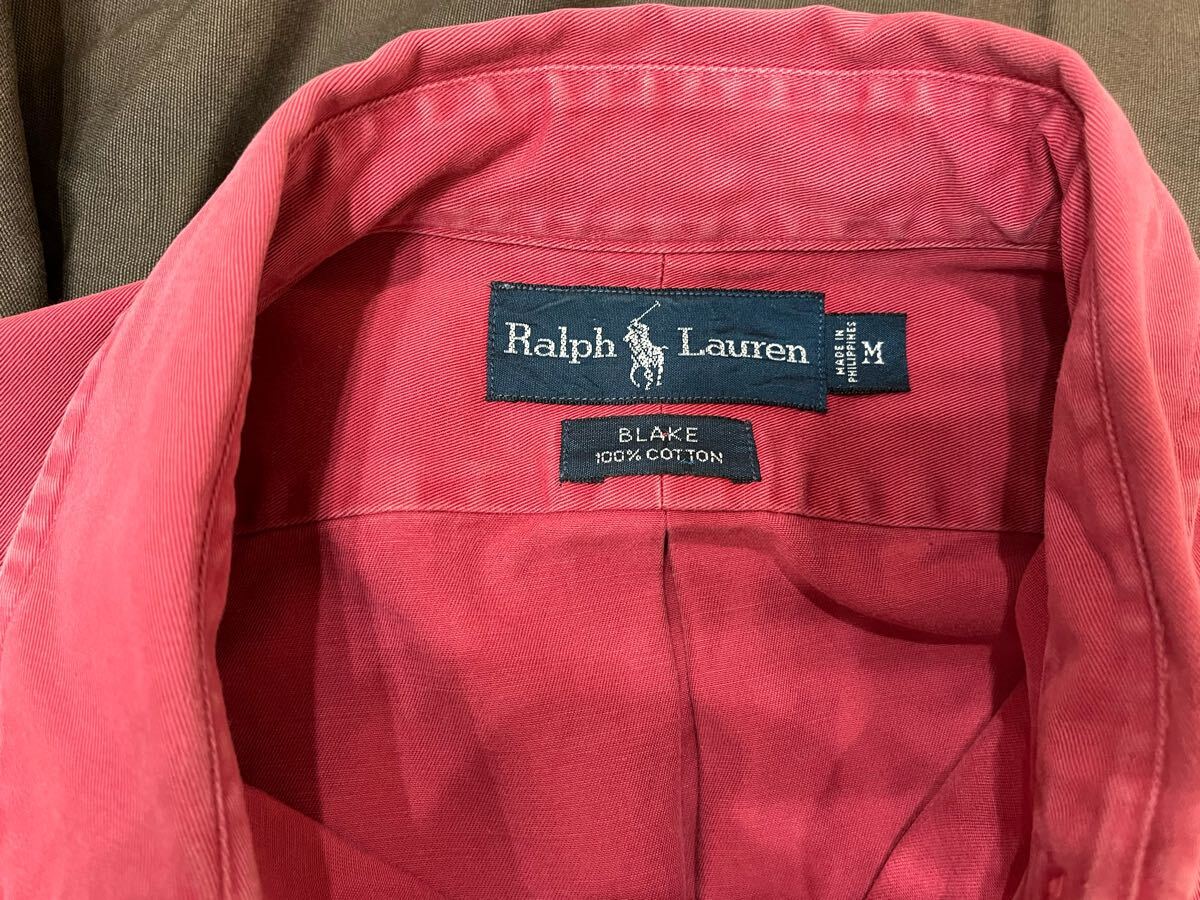 Ralph Lauren
MADE IN
PHILIPPINES
M
BLAKE
100% COTTON